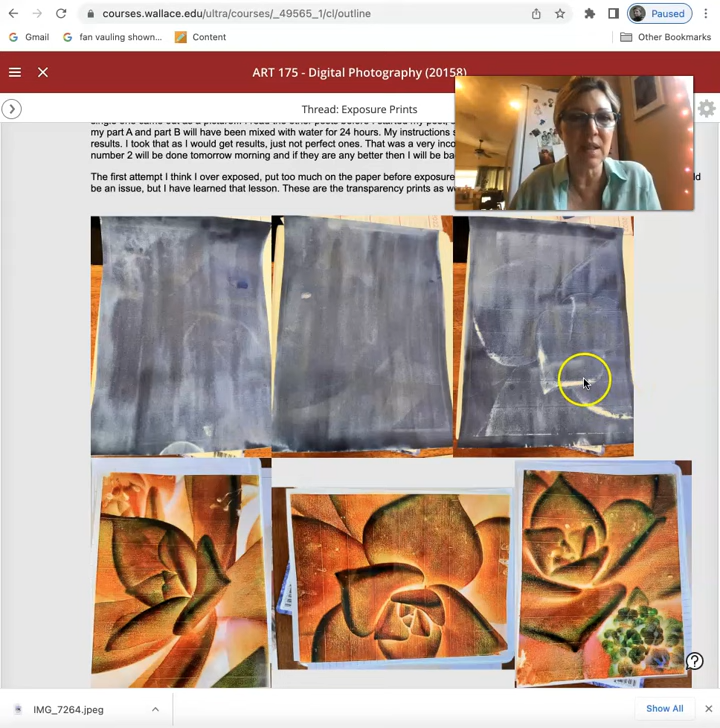 courses.wallace.edu/ultra/courses/_49565_1/cl/outline
Paused
Gmail
fan vauling shown...
Content
Other Bookmarks
ART 175 - Digital Photography (20158)
Thread: Exposure Prints
my part A and part B will have been mixed with water for 24 hours. My instructions
results. I took that as I would get results, just not perfect ones. That was a very
number 2 will be done tomorrow morning and if they are any better then I will be
The first attempt I think I over exposed, put too much on the paper before
be an issue, but I have learned that lesson. These are the transparency prints as
IMG_7264.jpeg
Show All